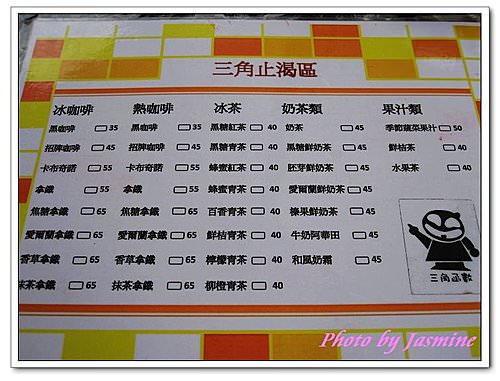 三角止渴區
冰咖啡 熱咖啡 冰茶 奶茶類 果汁類
黑咖啡 35 黑咖啡 35 黑糖紅茶 40 奶茶 45 季節蔬菜果汁 50
招牌咖啡 45 招牌咖啡 45 黑糖青茶 40 黑糖鮮奶茶 45 鮮桔茶 40
卡布奇諾 55 卡布奇諾 55 蜂蜜紅茶 40 胚芽鮮奶茶 45 水果茶 40
拿鐵 55 拿鐵 55 蜂蜜青茶 40 愛爾蘭鮮奶茶 45
焦糖拿鐵 65 焦糖拿鐵 65 百香青茶 40 榛果鮮奶茶 45
愛爾蘭拿鐵 65 愛爾蘭拿鐵 65 鮮桔青茶 40 牛奶阿華田 45
香草拿鐵 65 香草拿鐵 65 檸檬青茶 40 和風奶霜 45
抹茶拿鐵 65 抹茶拿鐵 65 柳橙青茶 40
三角函數
Photo by Jasmine